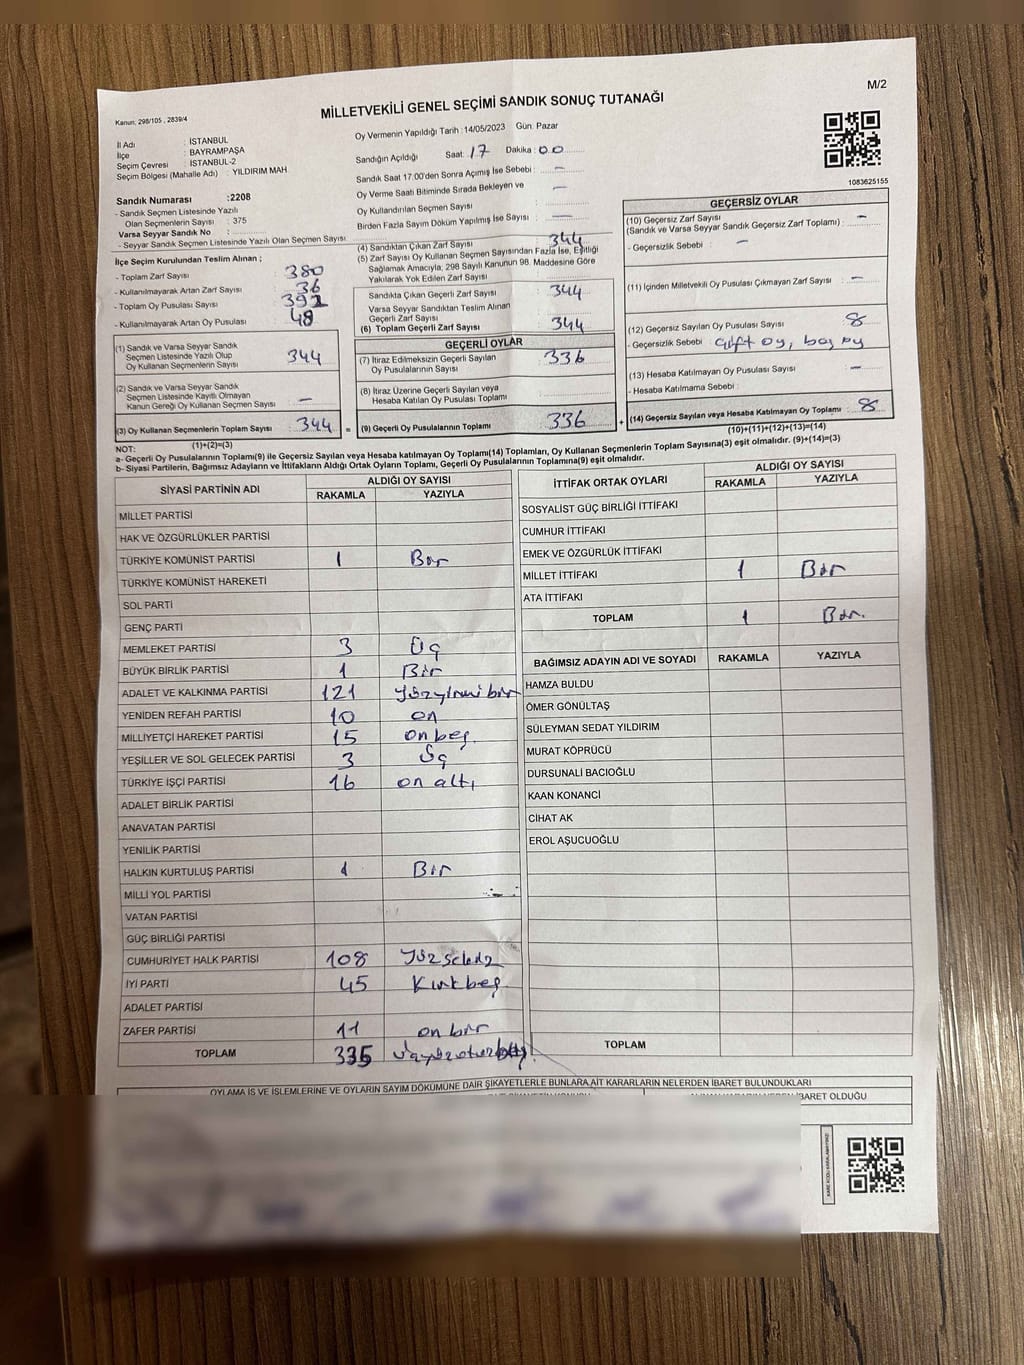 M/2
Kanun; 298/105 , 2839/4
MİLLETVEKİLİ GENEL SEÇİMİ SANDIK SONUÇ TUTANAĞI
İl Adı : İSTANBUL
İlçe : BAYRAMPAŞA
Seçim Çevresi : İSTANBUL-2
Seçim Bölgesi (Mahalle Adı) : YILDIRIM MAH
Sandık Numarası :2208
- Sandık Seçmen Listesinde Yazılı
Olan Seçmenlerin Sayısı : 375
Varsa Seyyar Sandık No :
- Seyyar Sandık Seçmen Listesinde Yazılı Olan Seçmen Sayısı:
İlçe Seçim Kurulundan Teslim Alınan ;
- Toplam Zarf Sayısı : 380
- Kullanılmayarak Artan Zarf Sayısı : 36
- Toplam Oy Pusulası Sayısı : 392
- Kullanılmayarak Artan Oy Pusulası : 48
(1) Sandık ve Varsa Seyyar Sandık
Seçmen Listesinde Yazılı Olup
Oy Kullanan Seçmen Sayısı : 344
(2) Sandık ve Varsa Seyyar Sandık
Seçmen Listesinde Kayıtlı Olmayan
Kanun Gereği Oy Kullanan Seçmen Sayısı : —
(3) Oy Kullanan Seçmenlerin Toplam Sayısı : 344 =
(1)+(2)=(3)
Oy Vermenin Yapıldığı Tarih :14/05/2023 Gün: Pazar
Sandığın Açıldığı Saat: 17 Dakika: 00
Sandık Saat 17:00'den Sonra Açımış İse Sebebi : —
Oy Verme Saati Bitiminde Sırada Bekleyen ve
Oy Kullandırılan Seçmen Sayısı : —
Birden Fazla Sayım Döküm Yapılmış İse Sayısı : —
(4) Sandıktan Çıkan Zarf Sayısı : 344
(5) Zarf Sayısı Oy Kullanan Seçmen Sayısından Fazla İse, Eşitliği
Sağlamak Amacıyla, 298 Sayılı Kanunun 98. Maddesine Göre
Yakılarak Yok Edilen Zarf Sayısı :
Sandıkta Çıkan Geçerli Zarf Sayısı : 344
Varsa Seyyar Sandıktan Teslim Alınan
Geçerli Zarf Sayısı :
(6) Toplam Geçerli Zarf Sayısı : 344
GEÇERLİ OYLAR
(7) İtiraz Edilmeksizin Geçerli Sayılan
Oy Pusulalarının Sayısı : 336
(8) İtiraz Üzerine Geçerli Sayılan veya
Hesaba Katılan Oy Pusulası Toplamı :
(9) Geçerli Oy Pusulalarının Toplamı : 336 +
1083625155
GEÇERSİZ OYLAR
(10) Geçersiz Zarf Sayısı : —
(Sandık ve Varsa Seyyar Sandık Geçersiz Zarf Toplamı)
- Geçersizlik Sebebi : —
(11) İçinden Milletvekili Oy Pusulası Çıkmayan Zarf Sayısı : —
(12) Geçersiz Sayılan Oy Pusulası Sayısı : 8
- Geçersizlik Sebebi : çift oy, boş oy
(13) Hesaba Katılmayan Oy Pusulası Sayısı : —
- Hesaba Katılmama Sebebi :
(14) Geçersiz Sayılan veya Hesaba Katılmayan Oy Toplamı : 8
(10)+(11)+(12)+(13)=(14)
NOT:
a- Geçerli Oy Pusulalarının Toplamı(9) ile Geçersiz Sayılan veya Hesaba katılmayan Oy Toplamı(14) Toplamları, Oy Kullanan Seçmenlerin Toplam Sayısına(3) eşit olmalıdır. (9)+(14)=(3)
b- Siyasi Partilerin, Bağımsız Adayların ve İttifakların Aldığı Ortak Oyların Toplamı, Geçerli Oy Pusulalarının Toplamına(9) eşit olmalıdır.
SİYASİ PARTİNİN ADI ALDIĞI OY SAYISI
RAKAMLA YAZIYLA
MİLLET PARTİSİ
HAK VE ÖZGÜRLÜKLER PARTİSİ
TÜRKİYE KOMÜNİST PARTİSİ 1 Bir
TÜRKİYE KOMÜNİST HAREKETİ
SOL PARTİ
GENÇ PARTİ
MEMLEKET PARTİSİ 3 Üç
BÜYÜK BİRLİK PARTİSİ 1 Bir
ADALET VE KALKINMA PARTİSİ 121 Yüzyirmibir
YENİDEN REFAH PARTİSİ 10 on
MİLLİYETÇİ HAREKET PARTİSİ 15 onbeş
YEŞİLLER VE SOL GELECEK PARTİSİ 3 Üç
TÜRKİYE İŞÇİ PARTİSİ 16 on altı
ADALET BİRLİK PARTİSİ
ANAVATAN PARTİSİ
YENİLİK PARTİSİ
HALKIN KURTULUŞ PARTİSİ 1 Bir
MİLLİ YOL PARTİSİ
VATAN PARTİSİ
GÜÇ BİRLİĞİ PARTİSİ
CUMHURİYET HALK PARTİSİ 108 Yüzsekiz
İYİ PARTİ 45 Kırkbeş
ADALET PARTİSİ
ZAFER PARTİSİ 11 on bir
TOPLAM 335
İTTİFAK ORTAK OYLARI ALDIĞI OY SAYISI
RAKAMLA YAZIYLA
SOSYALİST GÜÇ BİRLİĞİ İTTİFAKI
CUMHUR İTTİFAKI
EMEK VE ÖZGÜRLÜK İTTİFAKI
MİLLET İTTİFAKI 1 Bir
ATA İTTİFAKI
TOPLAM 1 Bir.
BAĞIMSIZ ADAYIN ADI VE SOYADI RAKAMLA YAZIYLA
HAMZA BULDU
ÖMER GÖNÜLTAŞ
SÜLEYMAN SEDAT YILDIRIM
MURAT KÖPRÜCÜ
DURSUNALİ BACIOĞLU
KAAN KONANCİ
CİHAT AK
EROL AŞUCUOĞLU
TOPLAM
OYLAMA İŞ VE İŞLEMLERİNE VE OYLARIN SAYIM DÖKÜMÜNE DAİR ŞİKAYETLERLE BUNLARA AİT KARARLARIN NELERDEN İBARET BULUNDUKLARI
İBARET OLDUĞU